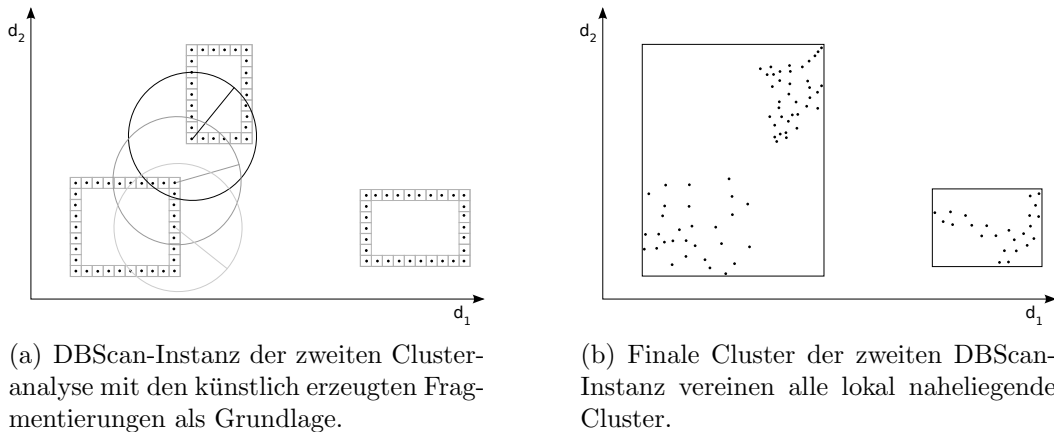 d2
d1
d2
d1
(a) DBScan-Instanz der zweiten Cluster-
analyse mit den künstlich erzeugten Frag-
mentierungen als Grundlage.
(b) Finale Cluster der zweiten DBScan-
Instanz vereinen alle lokal naheliegende
Cluster.